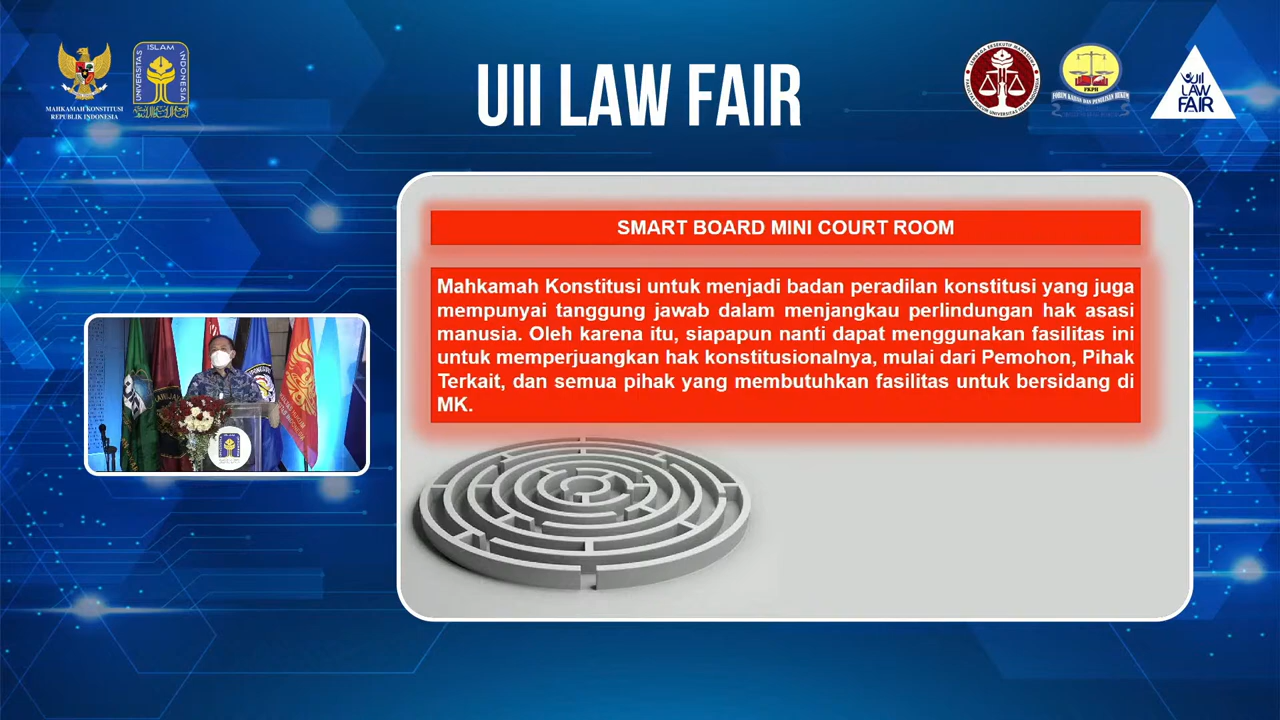 MAHKAMAH KONSTITUSI
REPUBLIK INDONESIA
UNIVERSITAS ISLAM INDONESIA
UII LAW FAIR
FKPH
UII
LAW
FAIR
SMART BOARD MINI COURT ROOM
Mahkamah Konstitusi untuk menjadi badan peradilan konstitusi yang juga
mempunyai tanggung jawab dalam menjangkau perlindungan hak asasi
manusia. Oleh karena itu, siapapun nanti dapat menggunakan fasilitas ini
untuk memperjuangkan hak konstitusionalnya, mulai dari Pemohon, Pihak
Terkait, dan semua pihak yang membutuhkan fasilitas untuk bersidang di
MK.